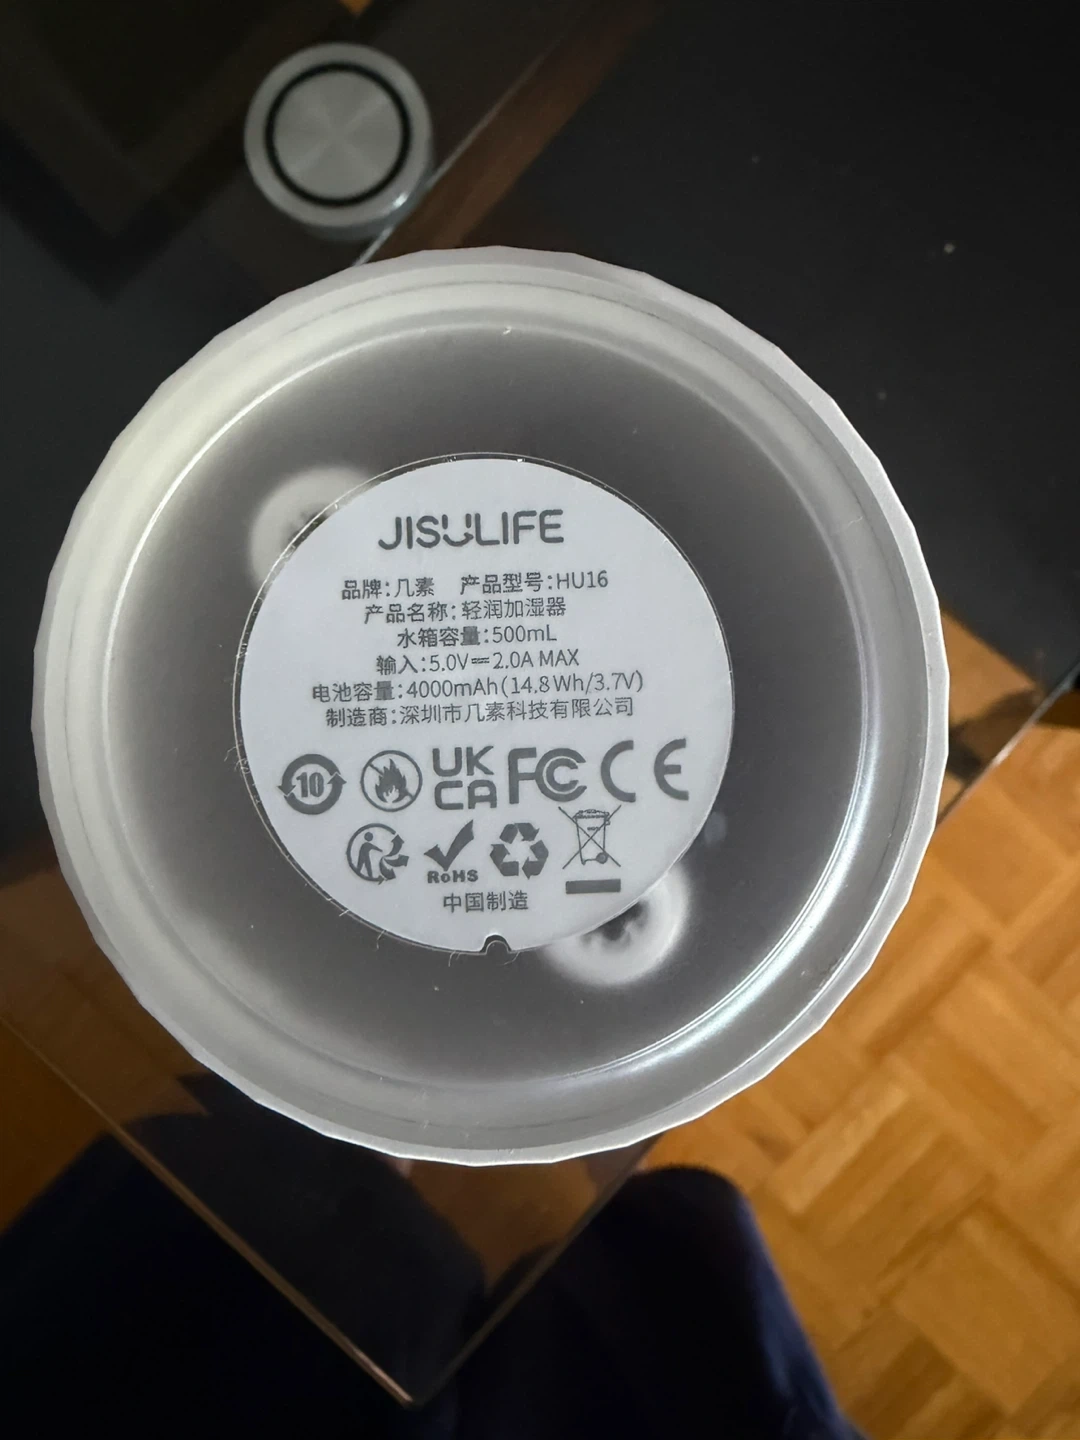 JISULIFE
品牌:几素 产品型号:HU16
产品名称:轻润加湿器
水箱容量:500mL
输入:5.0V⎓2.0A MAX
电池容量:4000mAh(14.8Wh/3.7V)
制造商:深圳市几素科技有限公司
10 UK CA FC CE
RoHS
中国制造